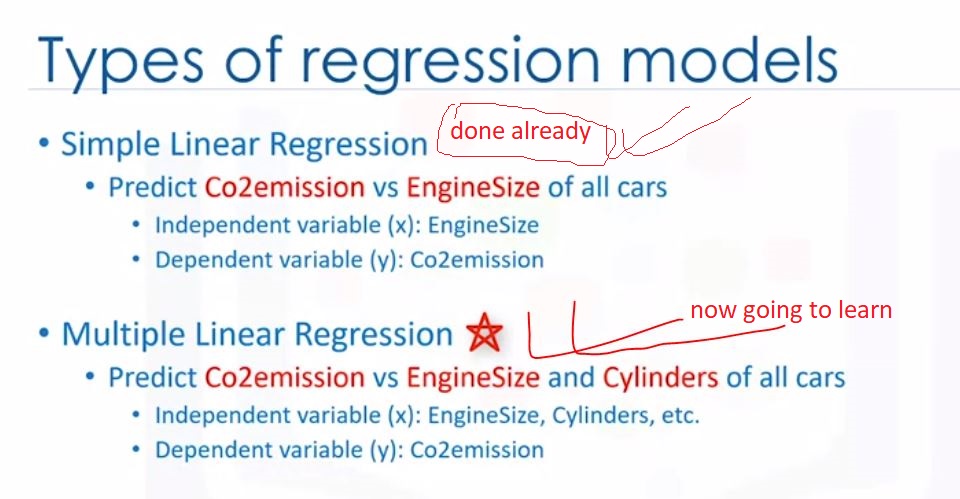 Types of regression models
• Simple Linear Regression done already
• Predict Co2emission vs EngineSize of all cars
• Independent variable (x): EngineSize
• Dependent variable (y): Co2emission
now going to learn
• Multiple Linear Regression
• Predict Co2emission vs EngineSize and Cylinders of all cars
• Independent variable (x): EngineSize, Cylinders, etc.
• Dependent variable (y): Co2emission